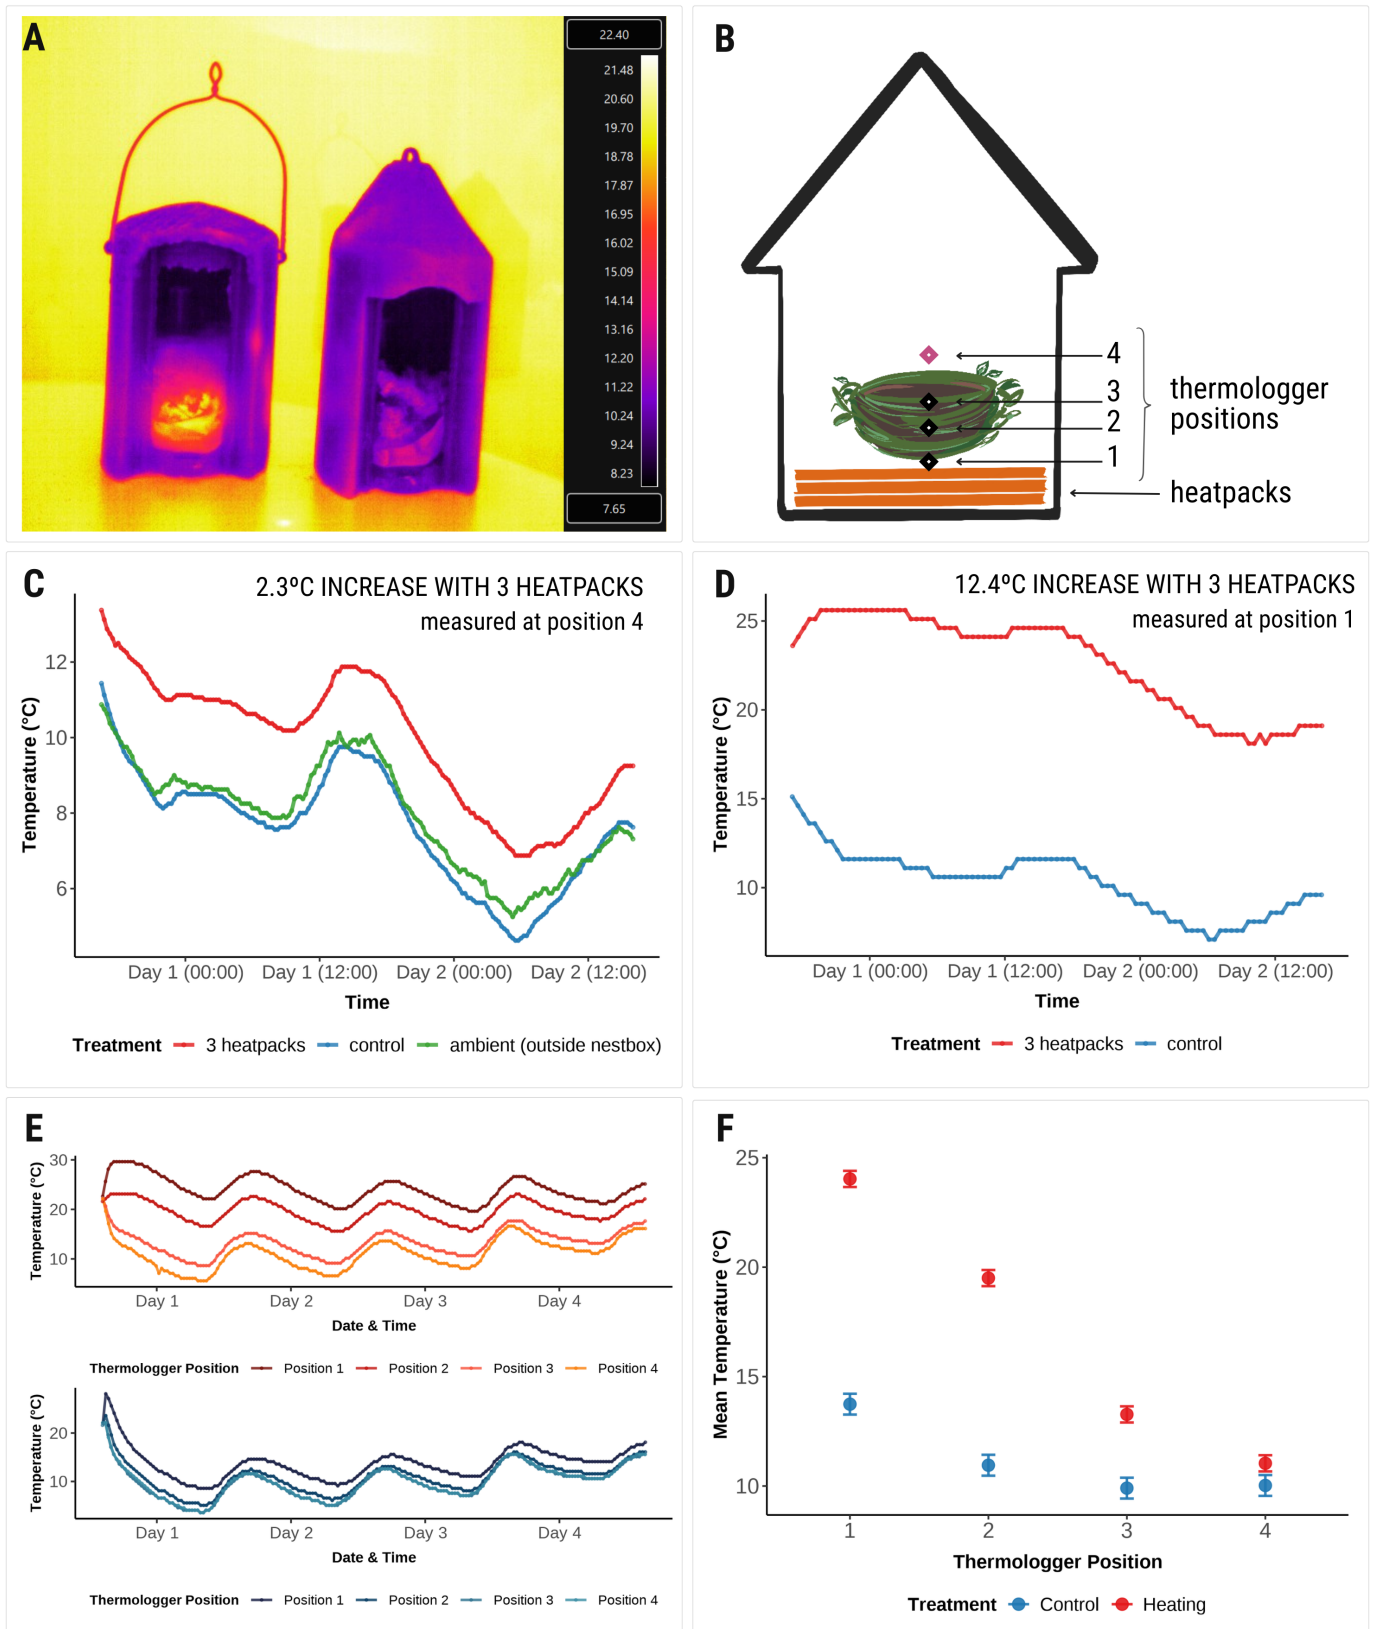 A
22.40
21.48
20.60
19.70
18.78
17.87
16.95
16.02
15.09
14.14
13.16
12.20
11.22
10.24
9.24
8.23
7.65
B
4
3
2
1
thermologger
positions
heatpacks
C
2.3ºC INCREASE WITH 3 HEATPACKS
measured at position 4
Temperature (°C)
12
10
8
6
Day 1 (00:00) Day 1 (12:00) Day 2 (00:00) Day 2 (12:00)
Time
Treatment 3 heatpacks control ambient (outside nestbox)
D
12.4ºC INCREASE WITH 3 HEATPACKS
measured at position 1
Temperature (°C)
25
20
15
10
Day 1 (00:00) Day 1 (12:00) Day 2 (00:00) Day 2 (12:00)
Time
Treatment 3 heatpacks control
E
Temperature (°C)
30
20
10
Day 1 Day 2 Day 3 Day 4
Date & Time
Thermologger Position Position 1 Position 2 Position 3 Position 4
Temperature (°C)
20
10
Day 1 Day 2 Day 3 Day 4
Date & Time
Thermologger Position Position 1 Position 2 Position 3 Position 4
F
Mean Temperature (°C)
25
20
15
10
1 2 3 4
Thermologger Position
Treatment Control Heating